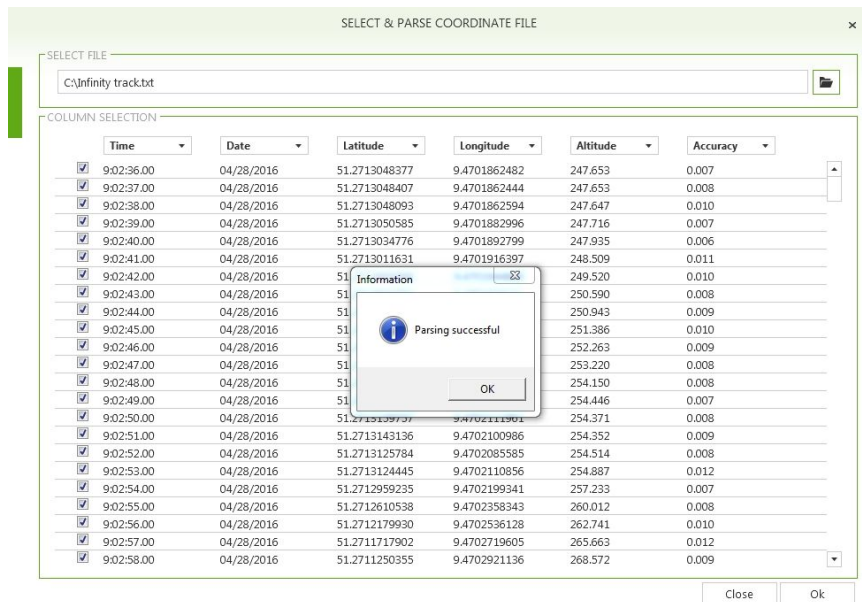 SELECT & PARSE COORDINATE FILE
SELECT FILE
C:\Infinity track.txt
COLUMN SELECTION
Time Date Latitude Longitude Altitude Accuracy
9:02:36.00 04/28/2016 51.2713048377 9.4701862482 247.653 0.007
9:02:37.00 04/28/2016 51.2713048407 9.4701862444 247.653 0.008
9:02:38.00 04/28/2016 51.2713048093 9.4701862594 247.647 0.010
9:02:39.00 04/28/2016 51.2713050585 9.4701882996 247.716 0.007
9:02:40.00 04/28/2016 51.2713034776 9.4701892799 247.935 0.006
9:02:41.00 04/28/2016 51.2713011631 9.4701916397 248.509 0.011
9:02:42.00 04/28/2016 51 249.520 0.010
9:02:43.00 04/28/2016 51 250.590 0.008
9:02:44.00 04/28/2016 51 250.943 0.009
9:02:45.00 04/28/2016 51 251.386 0.010
9:02:46.00 04/28/2016 51 252.263 0.009
9:02:47.00 04/28/2016 51 253.220 0.008
9:02:48.00 04/28/2016 51 254.150 0.008
9:02:49.00 04/28/2016 51 254.446 0.007
9:02:50.00 04/28/2016 254.371 0.008
9:02:51.00 04/28/2016 51.2713143136 9.4702100986 254.352 0.009
9:02:52.00 04/28/2016 51.2713125784 9.4702085585 254.514 0.008
9:02:53.00 04/28/2016 51.2713124445 9.4702110856 254.887 0.012
9:02:54.00 04/28/2016 51.2712959235 9.4702199341 257.233 0.007
9:02:55.00 04/28/2016 51.2712610538 9.4702358343 260.012 0.008
9:02:56.00 04/28/2016 51.2712179930 9.4702536128 262.741 0.010
9:02:57.00 04/28/2016 51.2711717902 9.4702719605 265.663 0.012
9:02:58.00 04/28/2016 51.2711250355 9.4702921136 268.572 0.009
Information
Parsing successful
OK
Close Ok